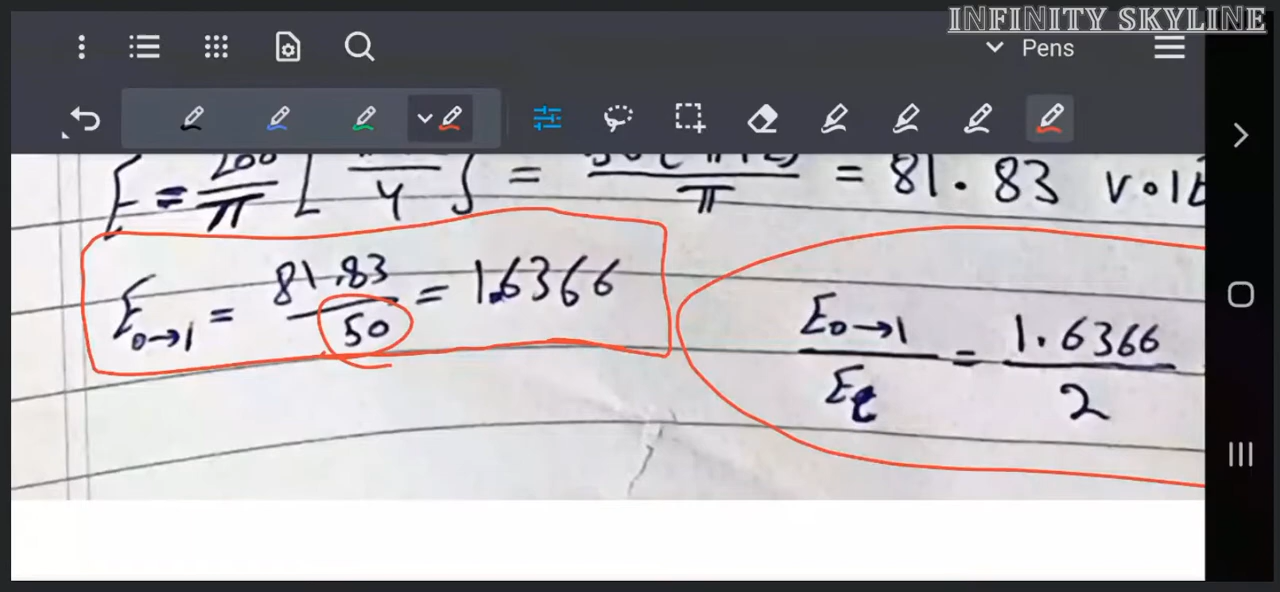 INFINITY SKYLINE
Pens
E = 200/π [ /4 ] = /π = 81.83
E0→1 = 81.83/50 = 1.6366
E0→1/Et = 1.6366/2